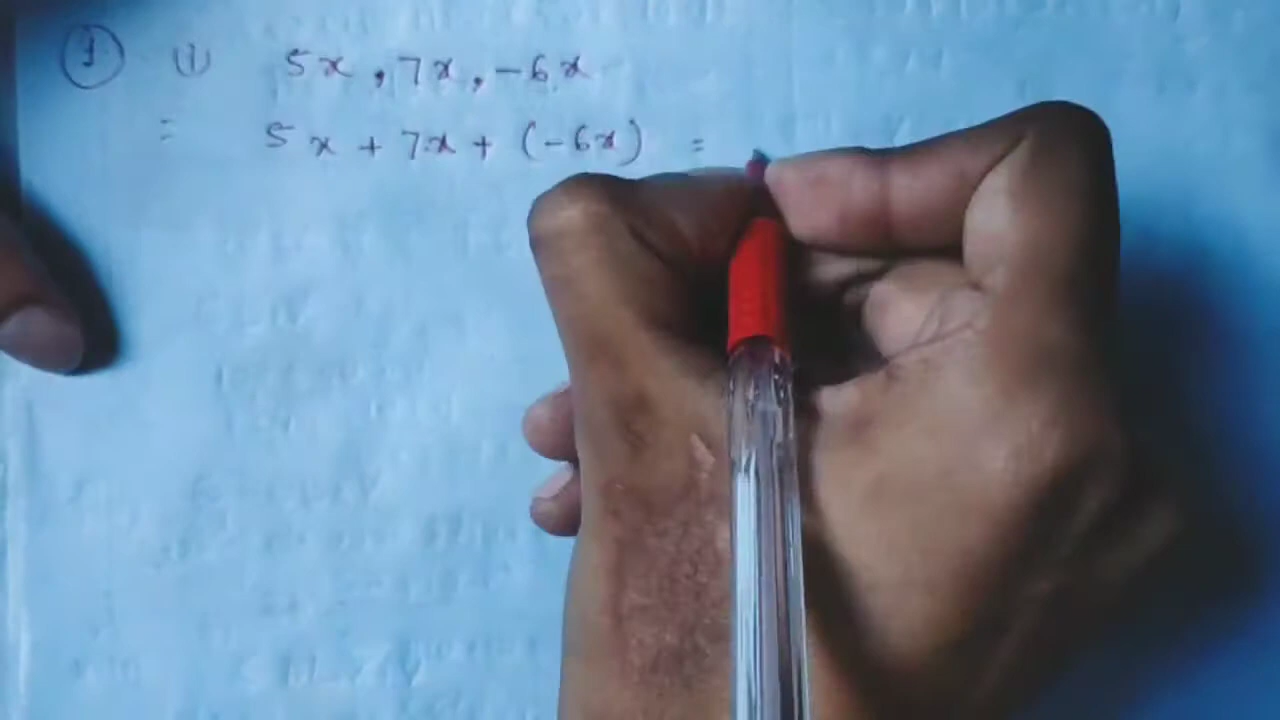 1 (i) 5x, 7x, -6x
= 5x + 7x + (-6x) =